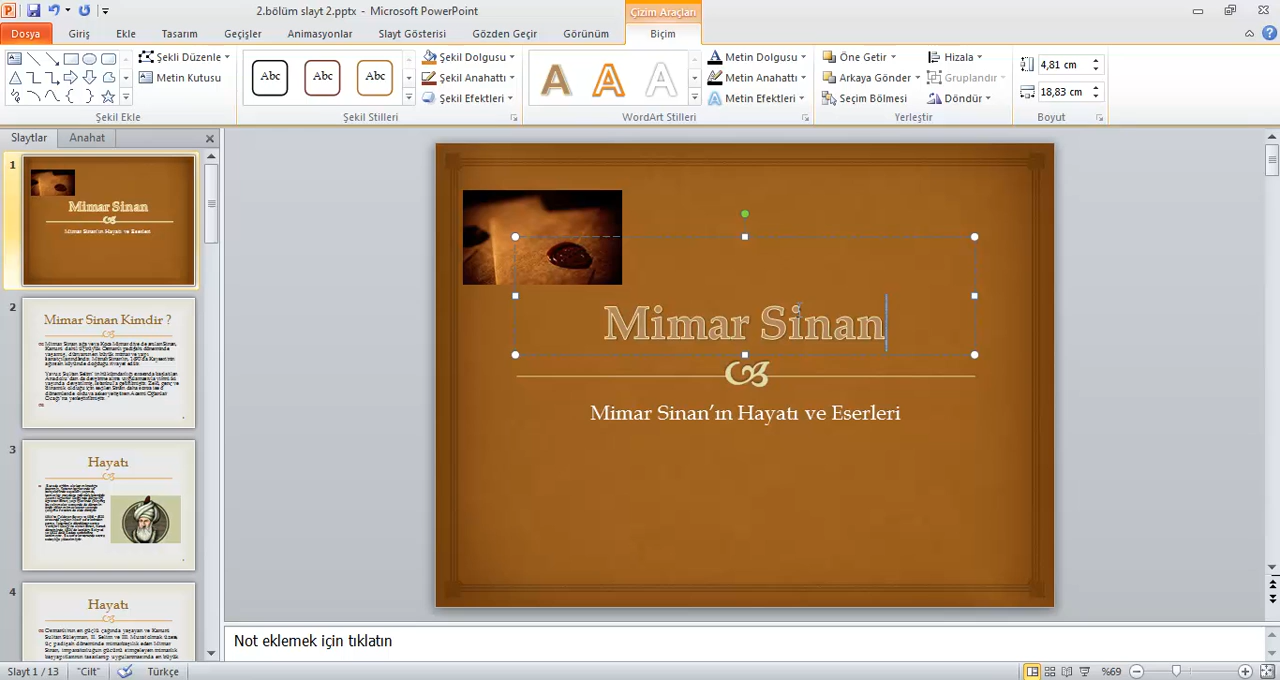 2.bölüm slayt 2.pptx - Microsoft PowerPoint
Çizim Araçları
Dosya Giriş Ekle Tasarım Geçişler Animasyonlar Slayt Gösterisi Gözden Geçir Görünüm Biçim
Şekli Düzenle
Metin Kutusu
Şekil Ekle
Abc Abc Abc
Şekil Dolgusu
Şekil Anahattı
Şekil Efektleri
Şekil Stilleri
A A A
Metin Dolgusu
Metin Anahattı
Metin Efektleri
WordArt Stilleri
Öne Getir
Arkaya Gönder
Seçim Bölmesi
Hizala
Gruplandır
Döndür
Yerleştir
4,81 cm
18,83 cm
Boyut
Slaytlar Anahat
1
Mimar Sinan
Mimar Sinan'ın Hayatı ve Eserleri
2
Mimar Sinan Kimdir ?
3
Hayatı
4
Hayatı
Mimar Sinan
Mimar Sinan’ın Hayatı ve Eserleri
Not eklemek için tıklatın
Slayt 1 / 13 "Cilt" Türkçe %69